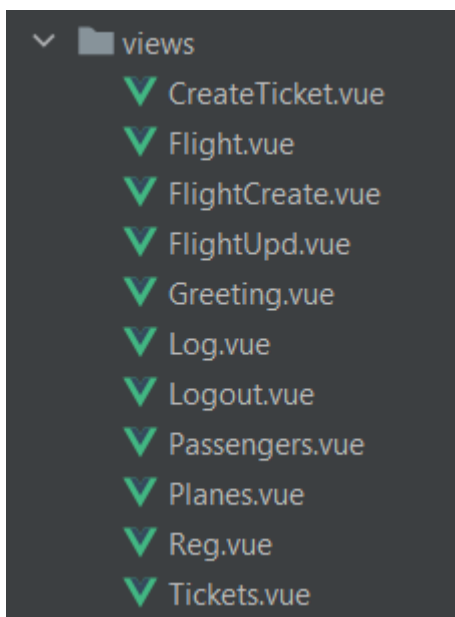 views
CreateTicket.vue
Flight.vue
FlightCreate.vue
FlightUpd.vue
Greeting.vue
Log.vue
Logout.vue
Passengers.vue
Planes.vue
Reg.vue
Tickets.vue